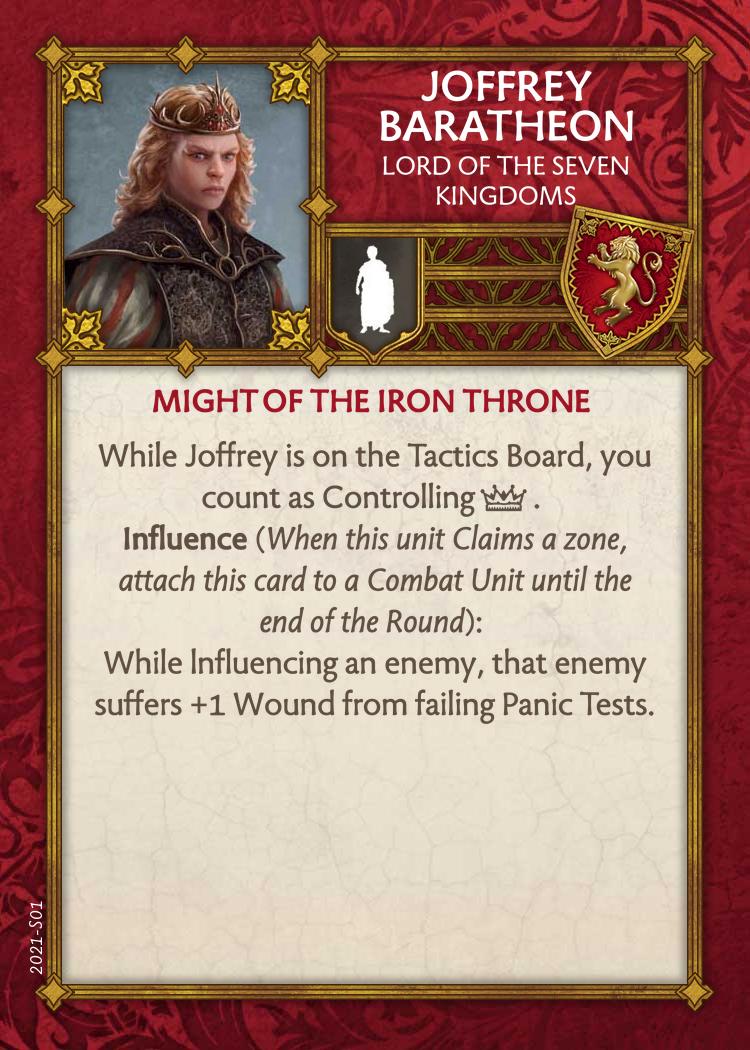 JOFFREY
BARATHEON
LORD OF THE SEVEN
KINGDOMS
MIGHT OF THE IRON THRONE
While Joffrey is on the Tactics Board, you
count as Controlling .
Influence (When this unit Claims a zone,
attach this card to a Combat Unit until the
end of the Round):
While Influencing an enemy, that enemy
suffers +1 Wound from failing Panic Tests.
2021-S01